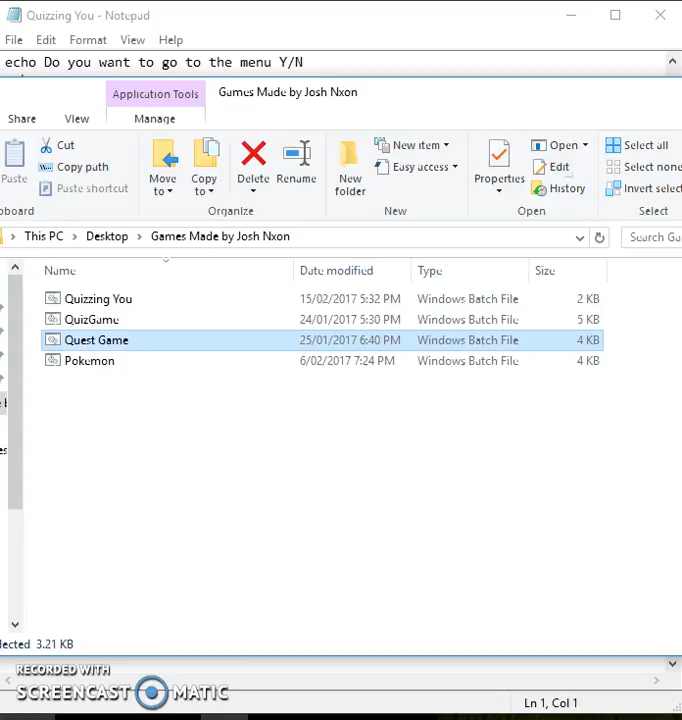 Quizzing You - Notepad
File Edit Format View Help
echo Do you want to go to the menu Y/N
Application Tools Games Made by Josh Nxon
Share View Manage
Cut
Copy path
Paste Paste shortcut
Move to Copy to Delete Rename
New folder
New item
Easy access
Properties
Open
Edit
History
Select all
Select none
Invert select
pboard Organize New Open Select
This PC Desktop Games Made by Josh Nxon Search Ga
Name Date modified Type Size
Quizzing You 15/02/2017 5:32 PM Windows Batch File 2 KB
QuizGame 24/01/2017 5:30 PM Windows Batch File 5 KB
Quest Game 25/01/2017 6:40 PM Windows Batch File 4 KB
Pokemon 6/02/2017 7:24 PM Windows Batch File 4 KB
lected 3.21 KB
RECORDED WITH
SCREENCAST MATIC
Ln 1, Col 1